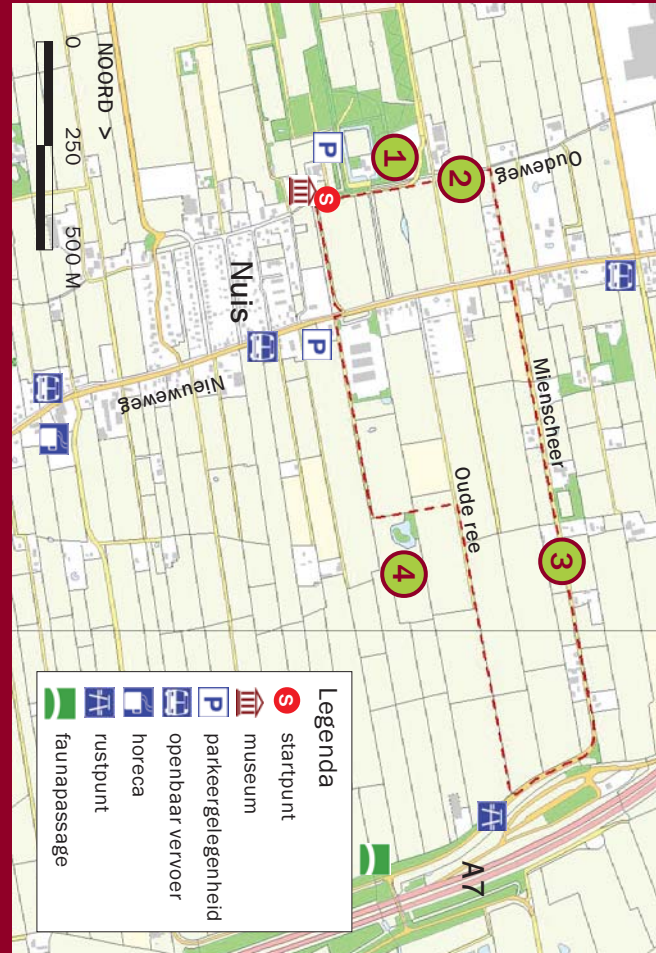 NOORD >
0 250 500 M
1
2
3
4
P
S
P
Oudeweg
Nuis
Nieuweweg
Mienscheer
Oude ree
A7
Legenda
S startpunt
museum
P parkeergelegenheid
openbaar vervoer
horeca
rustpunt
faunapassage